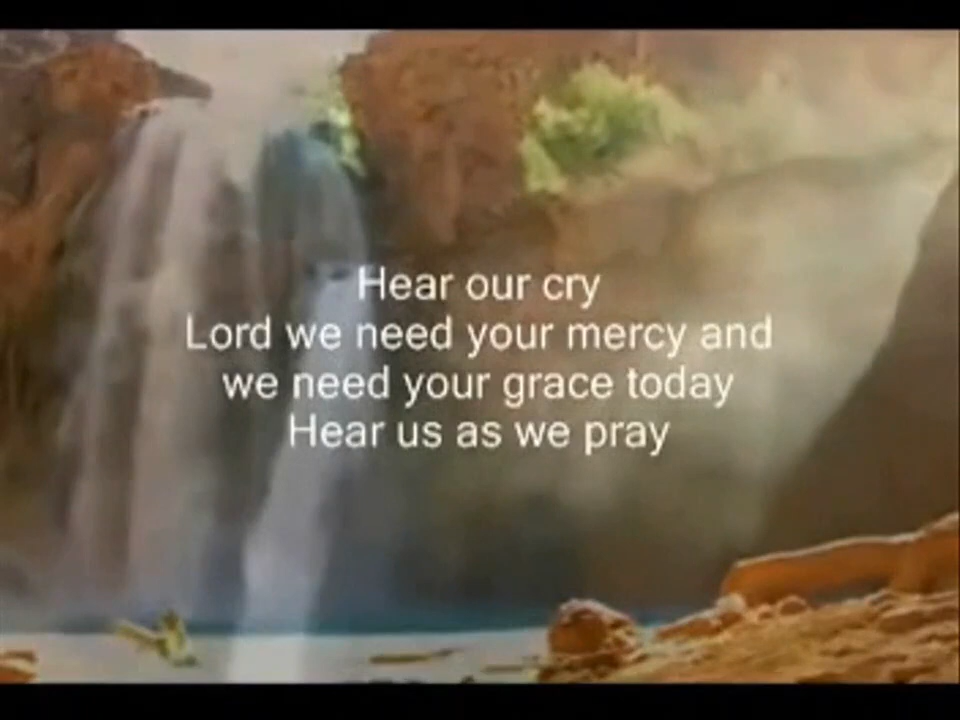 Hear our cry
Lord we need your mercy and
we need your grace today
Hear us as we pray